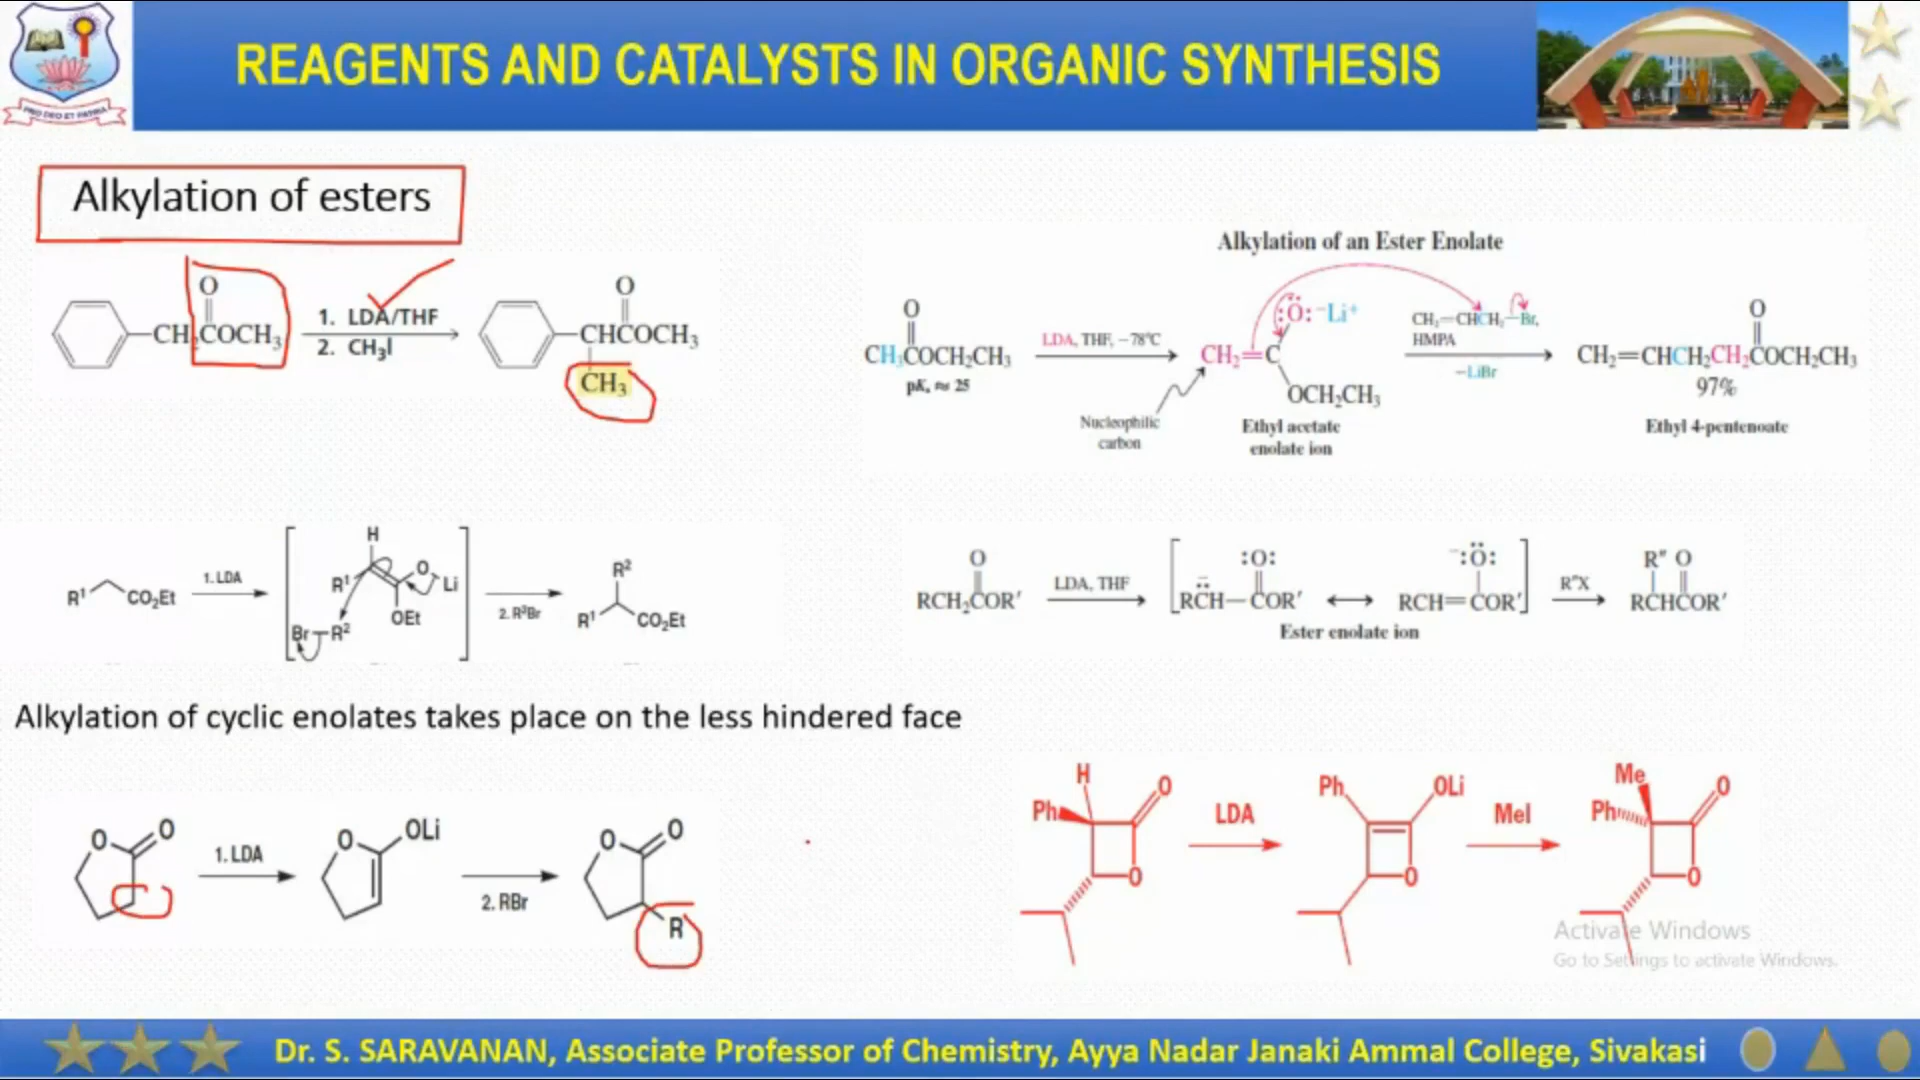 REAGENTS AND CATALYSTS IN ORGANIC SYNTHESIS
PRO DEO ET PATRIA
Alkylation of esters
O
CH₂COCH₃
1. LDA/THF
2. CH₃I
O
CHCOCH₃
CH₃
Alkylation of an Ester Enolate
O
CH₃COCH₂CH₃
pKₐ ≈ 25
LDA, THF, −78°C
:Ö:⁻Li⁺
CH₂=C
OCH₂CH₃
Nucleophilic
carbon
Ethyl acetate
enolate ion
CH₂=CHCH₂—Br,
HMPA
−LiBr
O
CH₂=CHCH₂CH₂COCH₂CH₃
97%
Ethyl 4-pentenoate
R¹ CO₂Et
1. LDA
H
R¹ O Li
OEt
Br R²
2. R²Br
R²
R¹ CO₂Et
O
RCH₂COR′
LDA, THF
:O:
RCH—COR′
⁻:Ö:
RCH=COR′
Ester enolate ion
R″X
R″ O
RCHCOR′
Alkylation of cyclic enolates takes place on the less hindered face
O O
1. LDA
O OLi
2. RBr
O O
R
H
Ph O
O
LDA
Ph OLi
O
MeI
Me
Ph O
O
Activate Windows
Go to Settings to activate Windows.
Dr. S. SARAVANAN, Associate Professor of Chemistry, Ayya Nadar Janaki Ammal College, Sivakasi